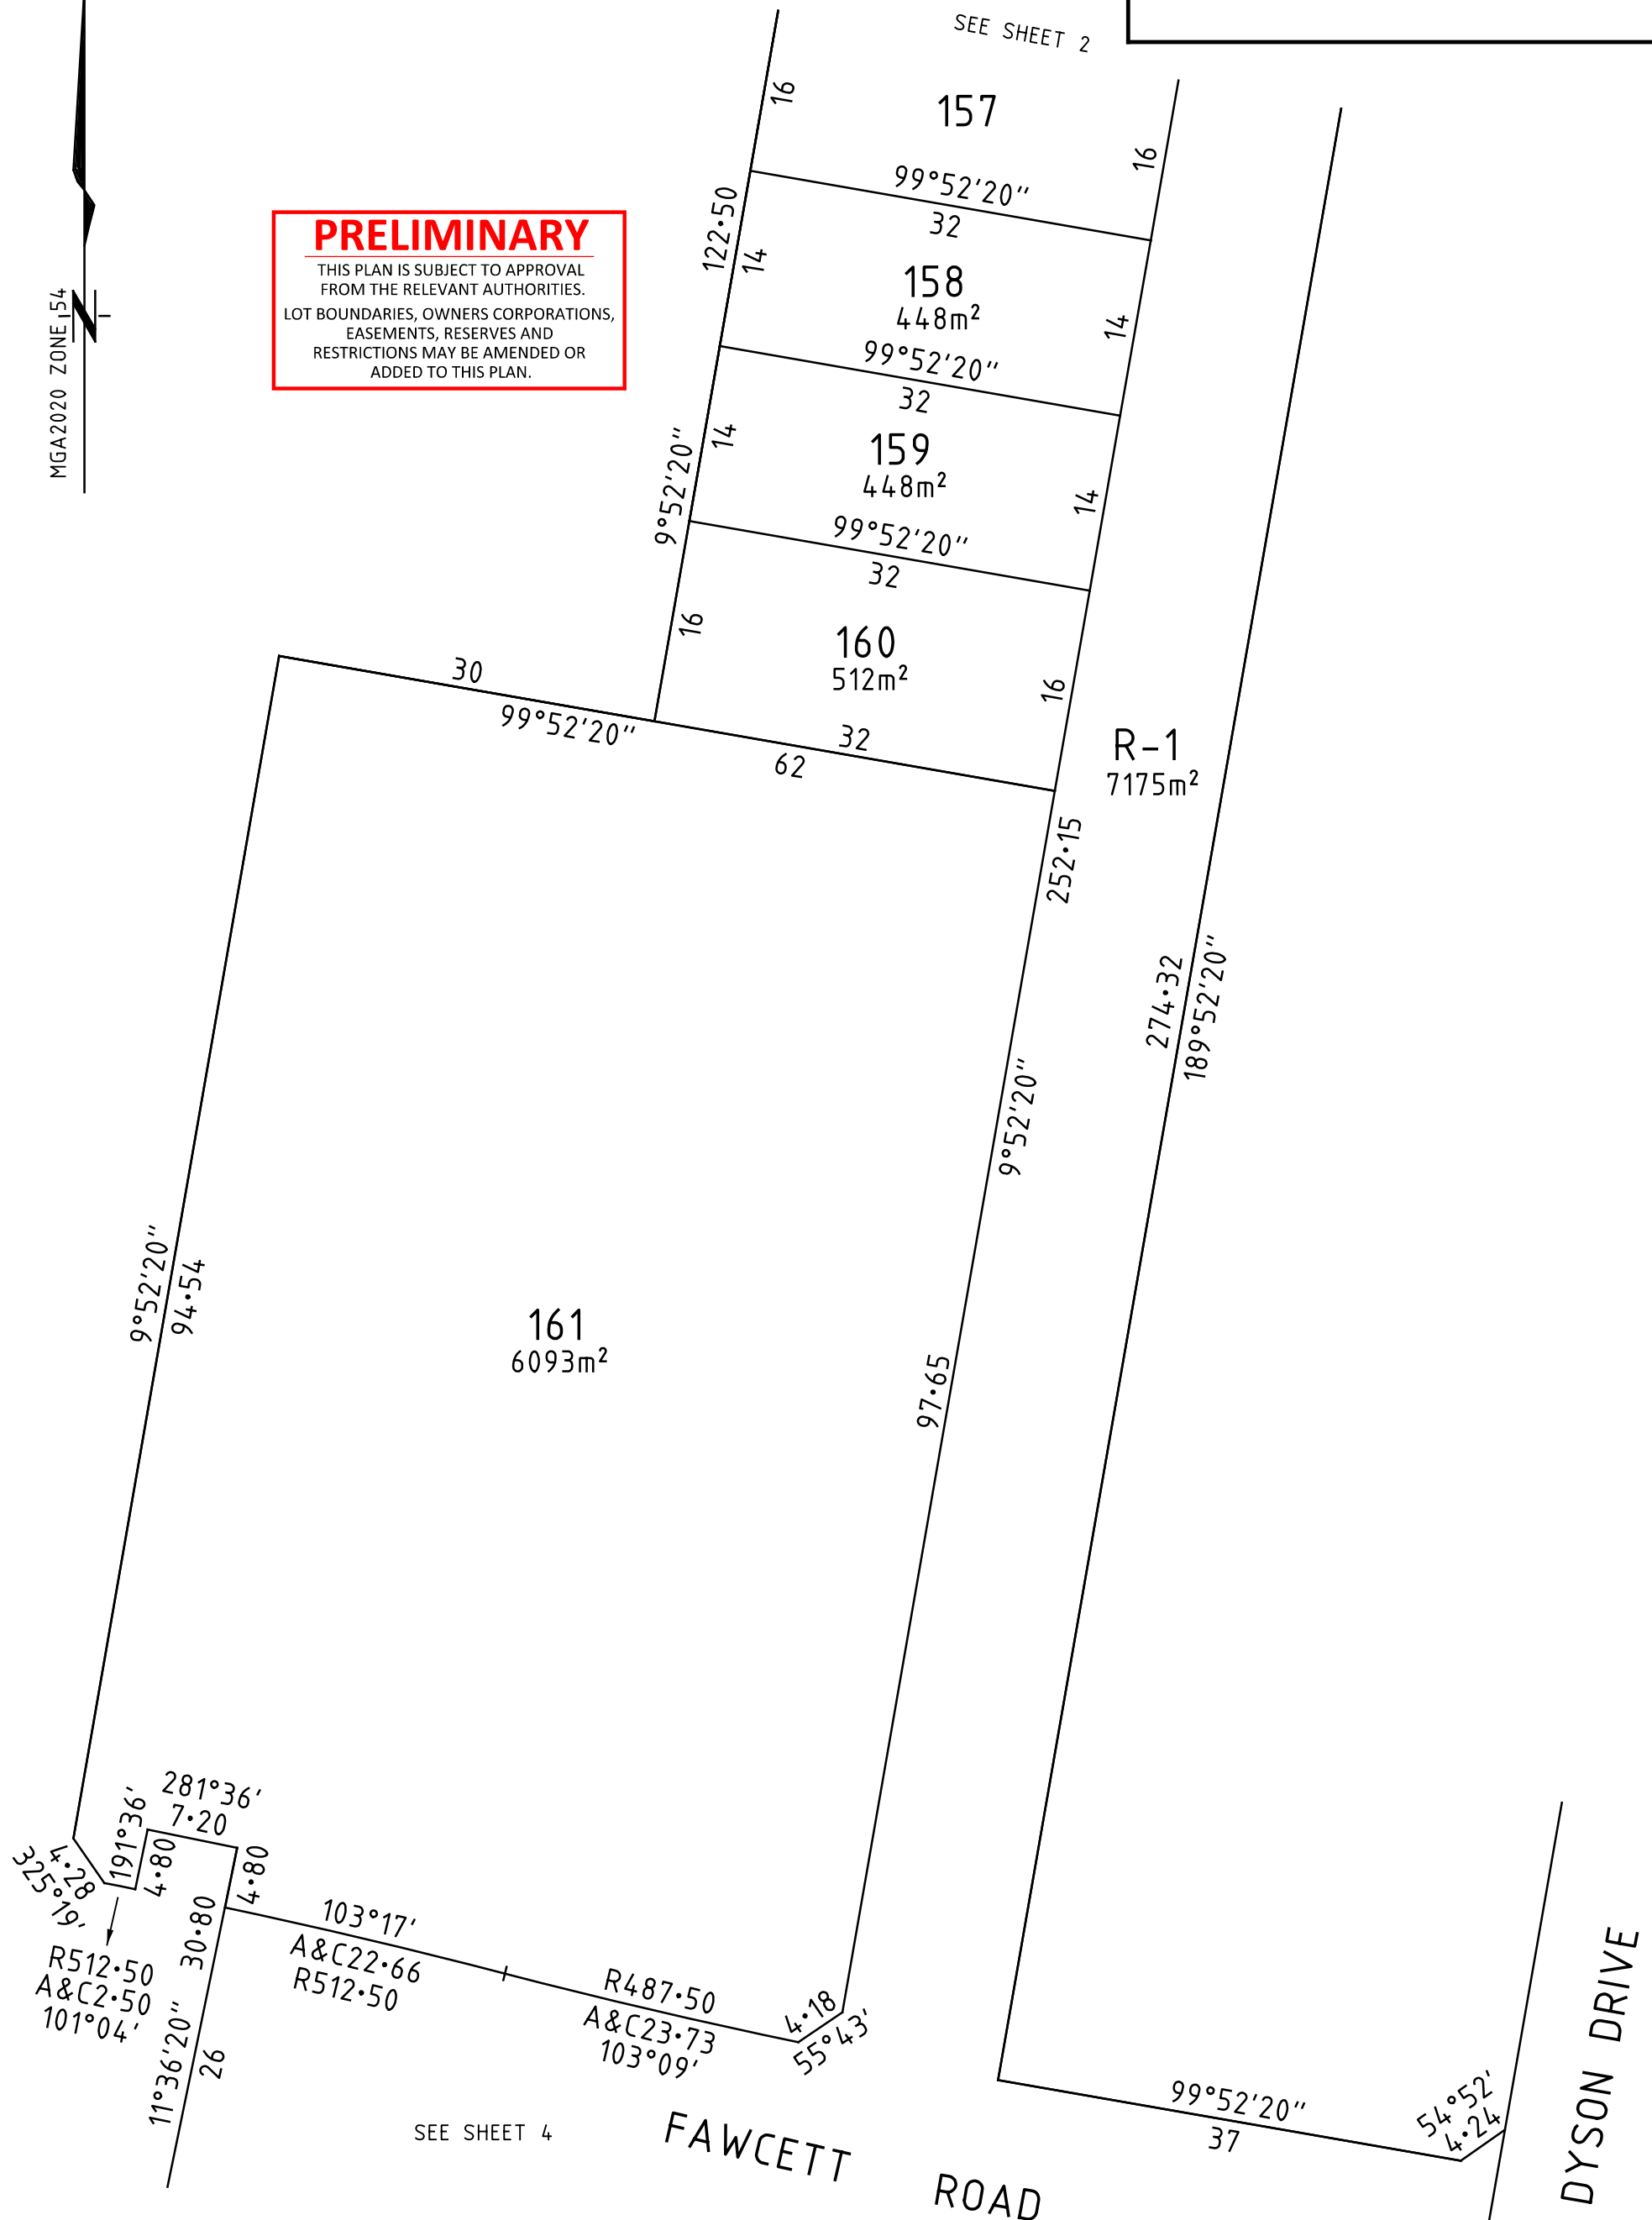 SEE SHEET 2
16
157
16
99°52'20"
32
122·50
14
158
448m²
14
99°52'20"
32
MGA2020 ZONE 54
N
PRELIMINARY
THIS PLAN IS SUBJECT TO APPROVAL
FROM THE RELEVANT AUTHORITIES.
LOT BOUNDARIES, OWNERS CORPORATIONS,
EASEMENTS, RESERVES AND
RESTRICTIONS MAY BE AMENDED OR
ADDED TO THIS PLAN.
9°52'20"
14
159
448m²
14
99°52'20"
32
16
160
512m²
16
30
99°52'20"
32
62
R-1
7175m²
252·15
274·32
189°52'20"
9°52'20"
9°52'20"
94·54
161
6093m²
97·65
281°36'
7·20
191°36'
4·80
4·80
4·28
325°19'
R512·50
A&C2·50
101°04'
30·80
11°36'20"
26
103°17'
A&C22·66
R512·50
R487·50
A&C23·73
103°09'
4·18
55°43'
SEE SHEET 4
FAWCETT ROAD
99°52'20"
37
54°52'
4·24
DYSON DRIVE